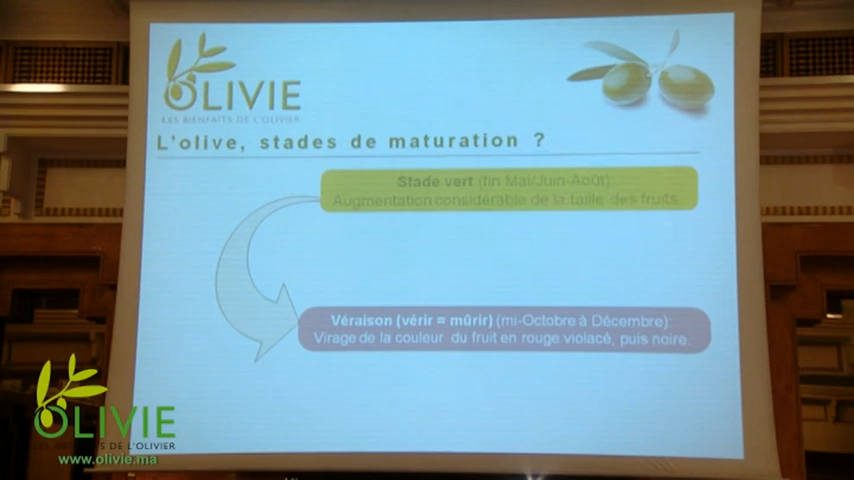 OLIVIE
LES BIENFAITS DE L'OLIVIER
L'olive, stades de maturation ?
Stade vert (fin Mai/Juin-Août):
Augmentation considérable de la taille des fruits.
Véraison (vérir = mûrir) (mi-Octobre à Décembre):
Virage de la couleur du fruit en rouge violacé, puis noire.
OLIVIE
LES BIENFAITS DE L'OLIVIER
www.olivie.ma